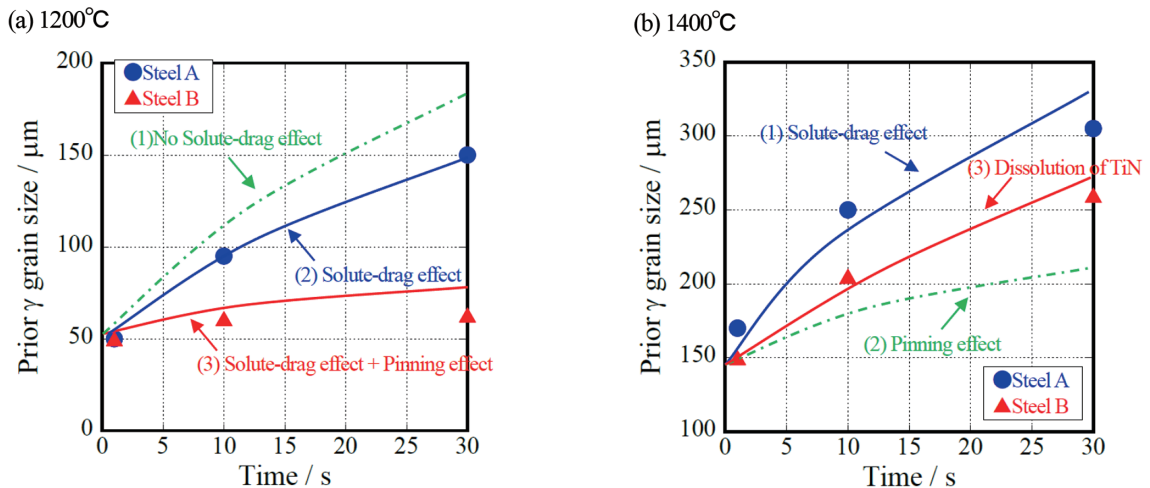 (a) 1200℃
200
150
100
50
0
0
5
10
15
20
25
30
Prior γ grain size / μm
Time / s
Steel A
Steel B
(1)No Solute-drag effect
(2) Solute-drag effect
(3) Solute-drag effect + Pinning effect
(b) 1400℃
350
300
250
200
150
100
0
5
10
15
20
25
30
Prior γ grain size / μm
Time / s
(1) Solute-drag effect
(3) Dissolution of TiN
(2) Pinning effect
Steel A
Steel B